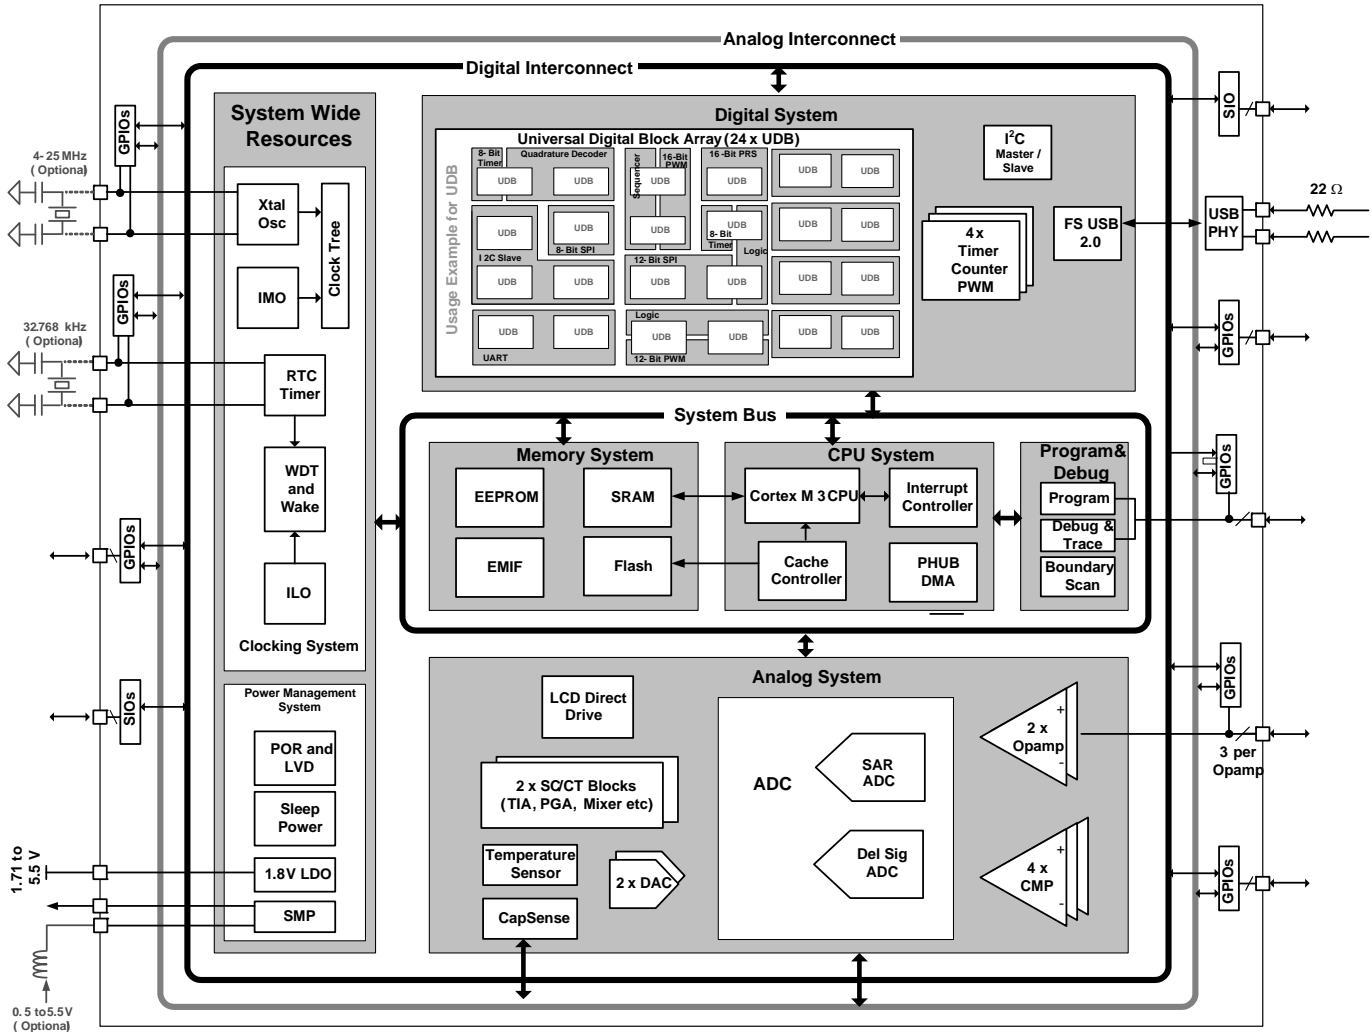 Analog Interconnect
Digital Interconnect
System Wide
Resources
Xtal
Osc
IMO
Clock Tree
RTC
Timer
WDT
and
Wake
ILO
Clocking System
Power Management
System
POR and
LVD
Sleep
Power
1.8V LDO
SMP
4- 25 MHz
( Optional)
GPIOs
32.768 kHz
( Optional)
GPIOs
GPIOs
SIOs
1.71 to
5.5 V
0. 5 to5.5V
( Optional)
Digital System
Universal Digital Block Array (24 x UDB)
Usage Example for UDB
8- Bit
Timer
Quadrature Decoder
Sequencer
16-Bit
PWM
16 -Bit PRS
UDB
UDB
UDB
UDB
UDB
UDB
UDB
UDB
UDB
UDB
8- Bit
Timer
Logic
UDB
UDB
I 2C Slave
8- Bit SPI
12- Bit SPI
UDB
UDB
UDB
UDB
UDB
UDB
Logic
UDB
UDB
UDB
UDB
UDB
UDB
UART
12- Bit PWM
I2C
Master /
Slave
4 x
Timer
Counter
PWM
FS USB
2.0
System Bus
Memory System
EEPROM
SRAM
EMIF
Flash
CPU System
Cortex M 3 CPU
Interrupt
Controller
Cache
Controller
PHUB
DMA
Program&
Debug
Program
Debug &
Trace
Boundary
Scan
Analog System
LCD Direct
Drive
2 x SC/CT Blocks
(TIA, PGA, Mixer etc)
Temperature
Sensor
CapSense
2 x DAC
ADC
SAR
ADC
Del Sig
ADC
+
2 x
Opamp
-
+
4 x
CMP
-
SIO
22 Ω
USB
PHY
GPIOs
GPIOs
GPIOs
3 per
Opamp
GPIOs